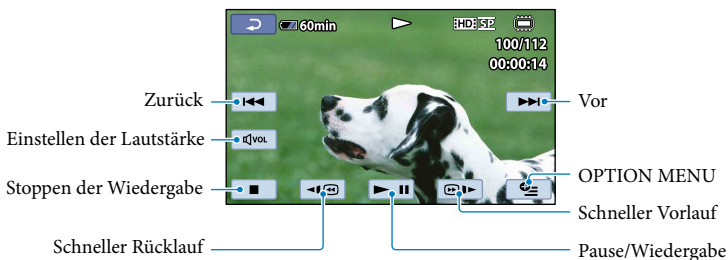 60min
HD SP
100/112
00:00:14
Zurück
Vor
Einstellen der Lautstärke
VOL
Stoppen der Wiedergabe
OPTION MENU
Schneller Vorlauf
Schneller Rücklauf
Pause/Wiedergabe